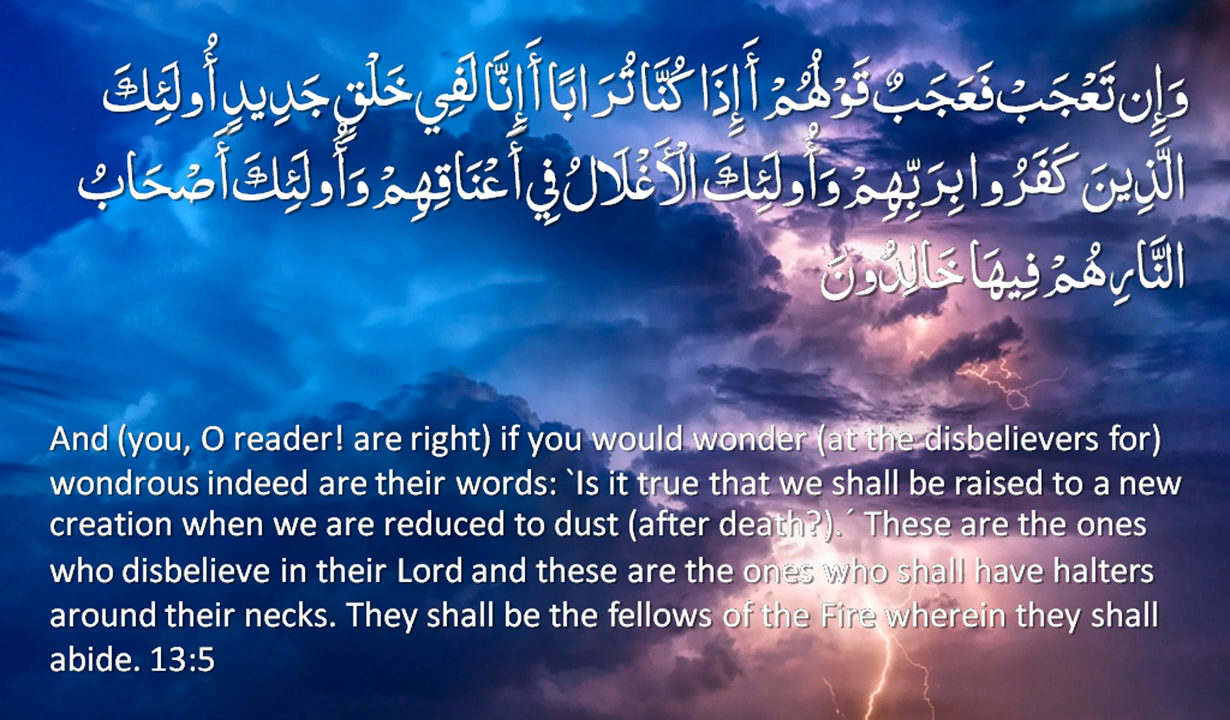 وَإِن تَعْجَبْ فَعَجَبٌ قَوْلُهُمْ أَإِذَا كُنَّا تُرَابًا أَإِنَّا لَفِي خَلْقٍ جَدِيدٍ أُولَئِكَ
الَّذِينَ كَفَرُوا بِرَبِّهِمْ وَأُولَئِكَ الْأَغْلَالُ فِي أَعْنَاقِهِمْ وَأُولَئِكَ أَصْحَابُ
النَّارِ هُمْ فِيهَا خَالِدُونَ
And (you, O reader! are right) if you would wonder (at the disbelievers for)
wondrous indeed are their words: `Is it true that we shall be raised to a new
creation when we are reduced to dust (after death?).´ These are the ones
who disbelieve in their Lord and these are the ones who shall have halters
around their necks. They shall be the fellows of the Fire wherein they shall
abide. 13:5